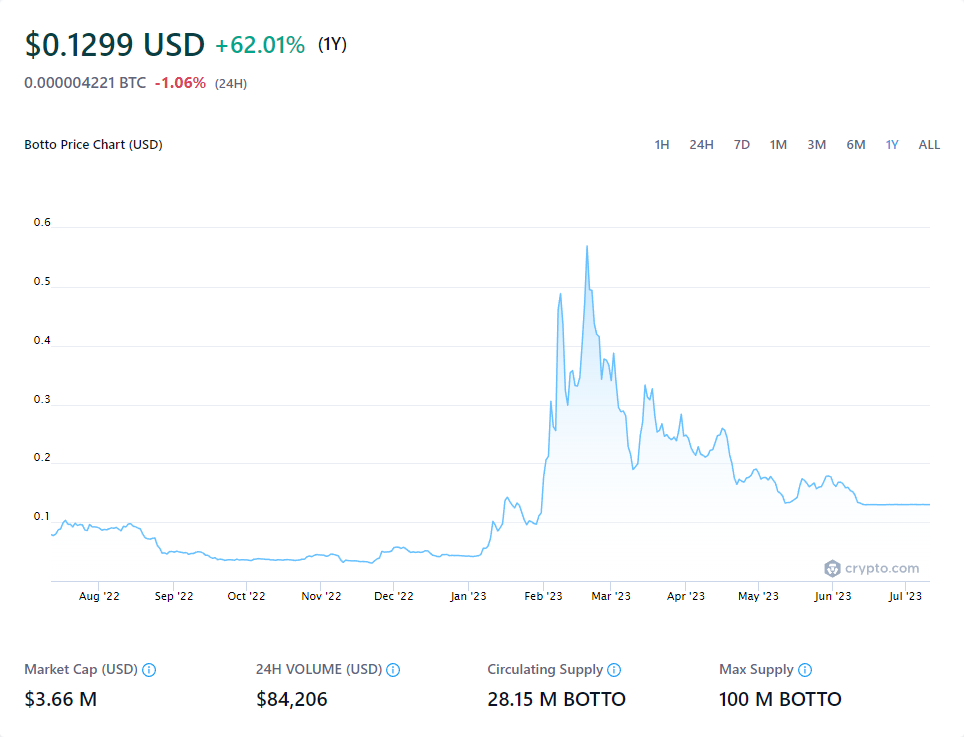 $0.1299 USD +62.01% (1Y)
0.000004221 BTC -1.06% (24H)
Botto Price Chart (USD) 1H 24H 7D 1M 3M 6M 1Y ALL
0.6
0.5
0.4
0.3
0.2
0.1
crypto.com
Aug '22 Sep '22 Oct '22 Nov '22 Dec '22 Jan '23 Feb '23 Mar '23 Apr '23 May '23 Jun '23 Jul '23
Market Cap (USD) 24H VOLUME (USD) Circulating Supply Max Supply
$3.66 M $84,206 28.15 M BOTTO 100 M BOTTO